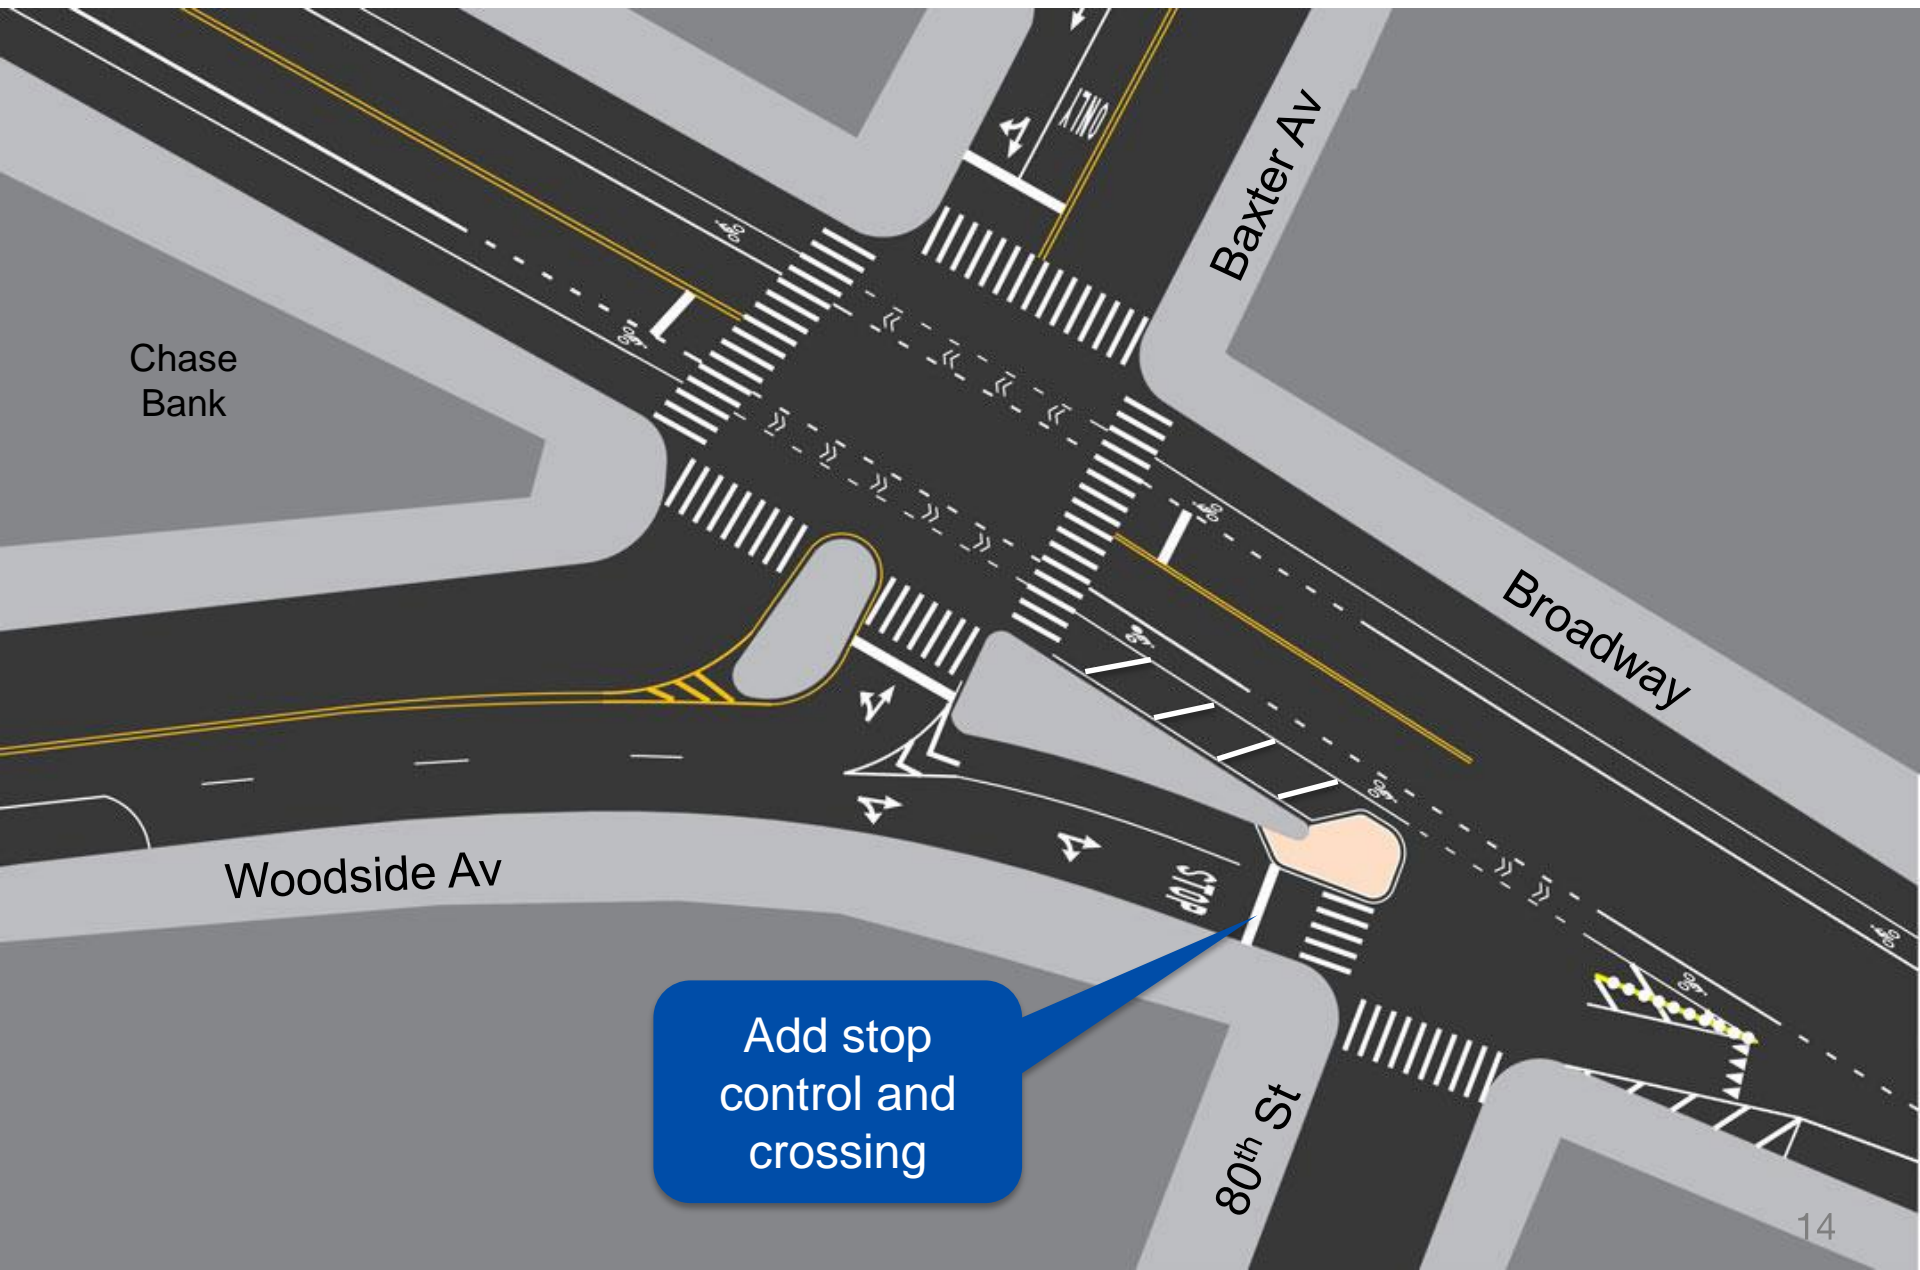 ONLY
Baxter Av
Chase
Bank
Broadway
Woodside Av
STOP
Add stop
control and
crossing
80th St
14